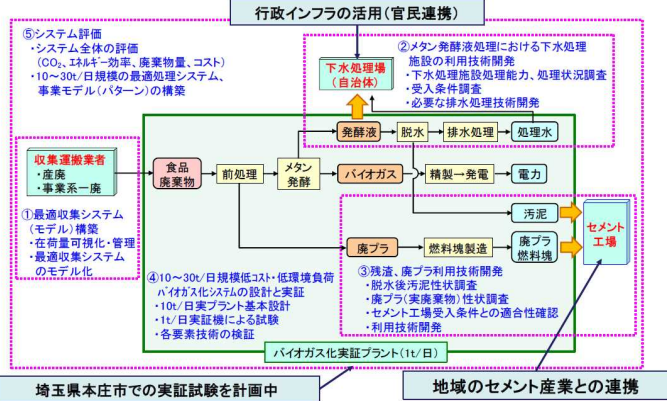 行政インフラの活用(官民連携)
⑤システム評価
・システム全体の評価
(CO₂、エネルギー効率、廃棄物量、コスト)
・10~30t/日規模の最適処理システム、
事業モデル(パターン)の構築
②メタン発酵液処理における下水処理
施設の利用技術開発
・下水処理施設処理能力、処理状況調査
・受入条件調査
・必要な排水処理技術開発
下水処理場
(自治体)
発酵液
脱水
排水処理
処理水
収集運搬業者
・産廃
・事業系一廃
食品
廃棄物
前処理
メタン
発酵
バイオガス
精製→発電
電力
汚泥
セメント
工場
廃プラ
燃料塊製造
廃プラ
燃料塊
①最適収集システム
(モデル)構築
・在荷量可視化・管理
・最適収集システム
のモデル化
④10~30t/日規模低コスト・低環境負荷
バイオガス化システムの設計と実証
・10t/日実プラント基本設計
・1t/日実証機による試験
・各要素技術の検証
③残渣、廃プラ利用技術開発
・脱水後汚泥性状調査
・廃プラ(実廃棄物)性状調査
・セメント工場受入条件との適合性確認
・利用技術開発
バイオガス化実証プラント(1t/日)
埼玉県本庄市での実証試験を計画中
地域のセメント産業との連携